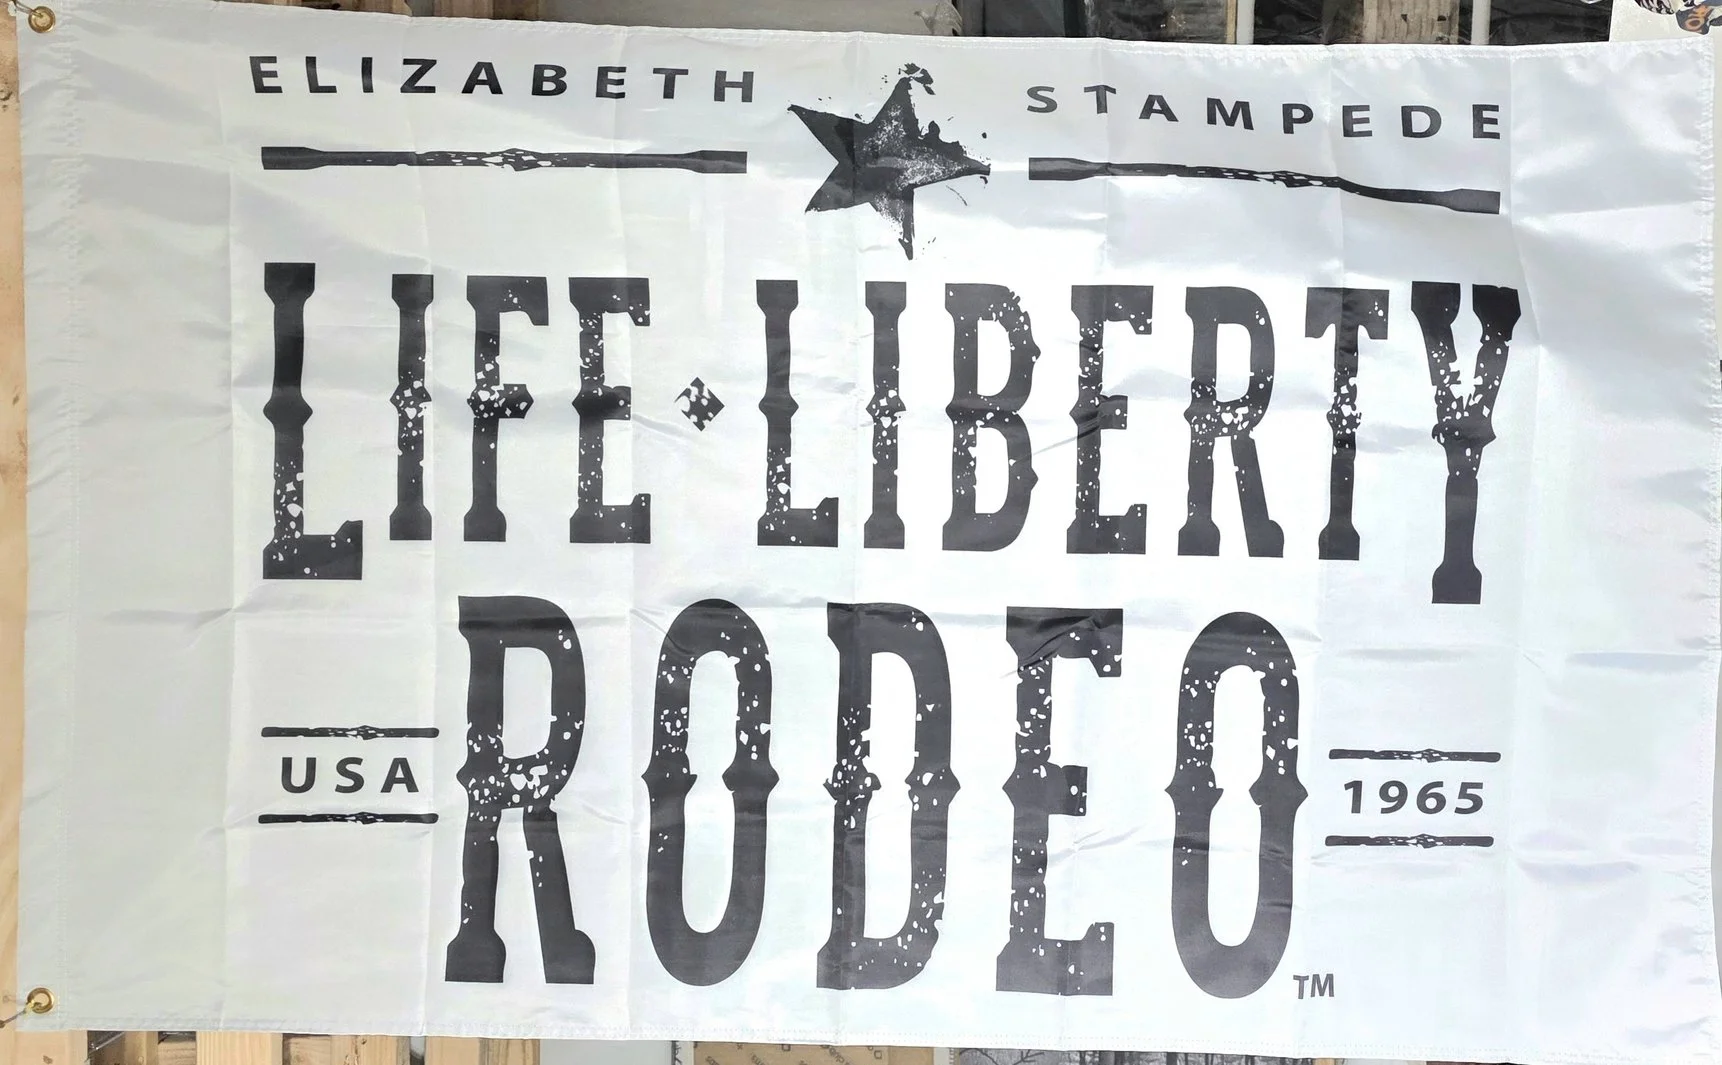 ELIZABETH STAMPEDE
LIFE · LIBERTY
RODEO
USA
1965
TM